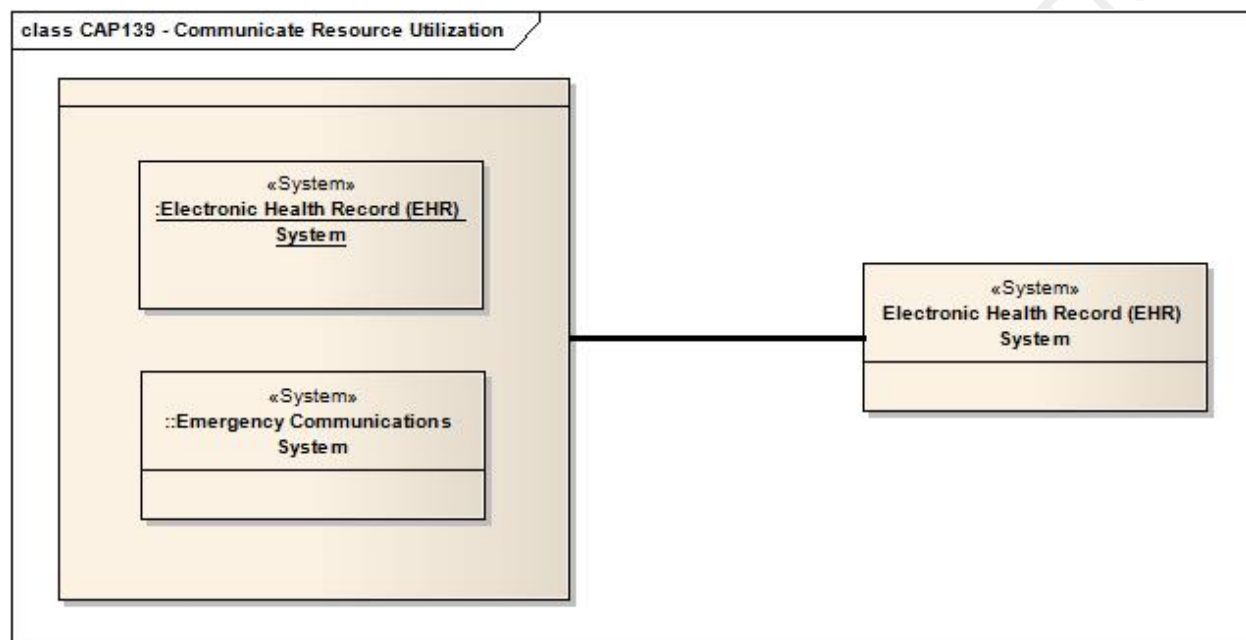 class CAP139 - Communicate Resource Utilization
«System»
:Electronic Health Record (EHR)
System
«System»
::Emergency Communications
System
«System»
Electronic Health Record (EHR)
System